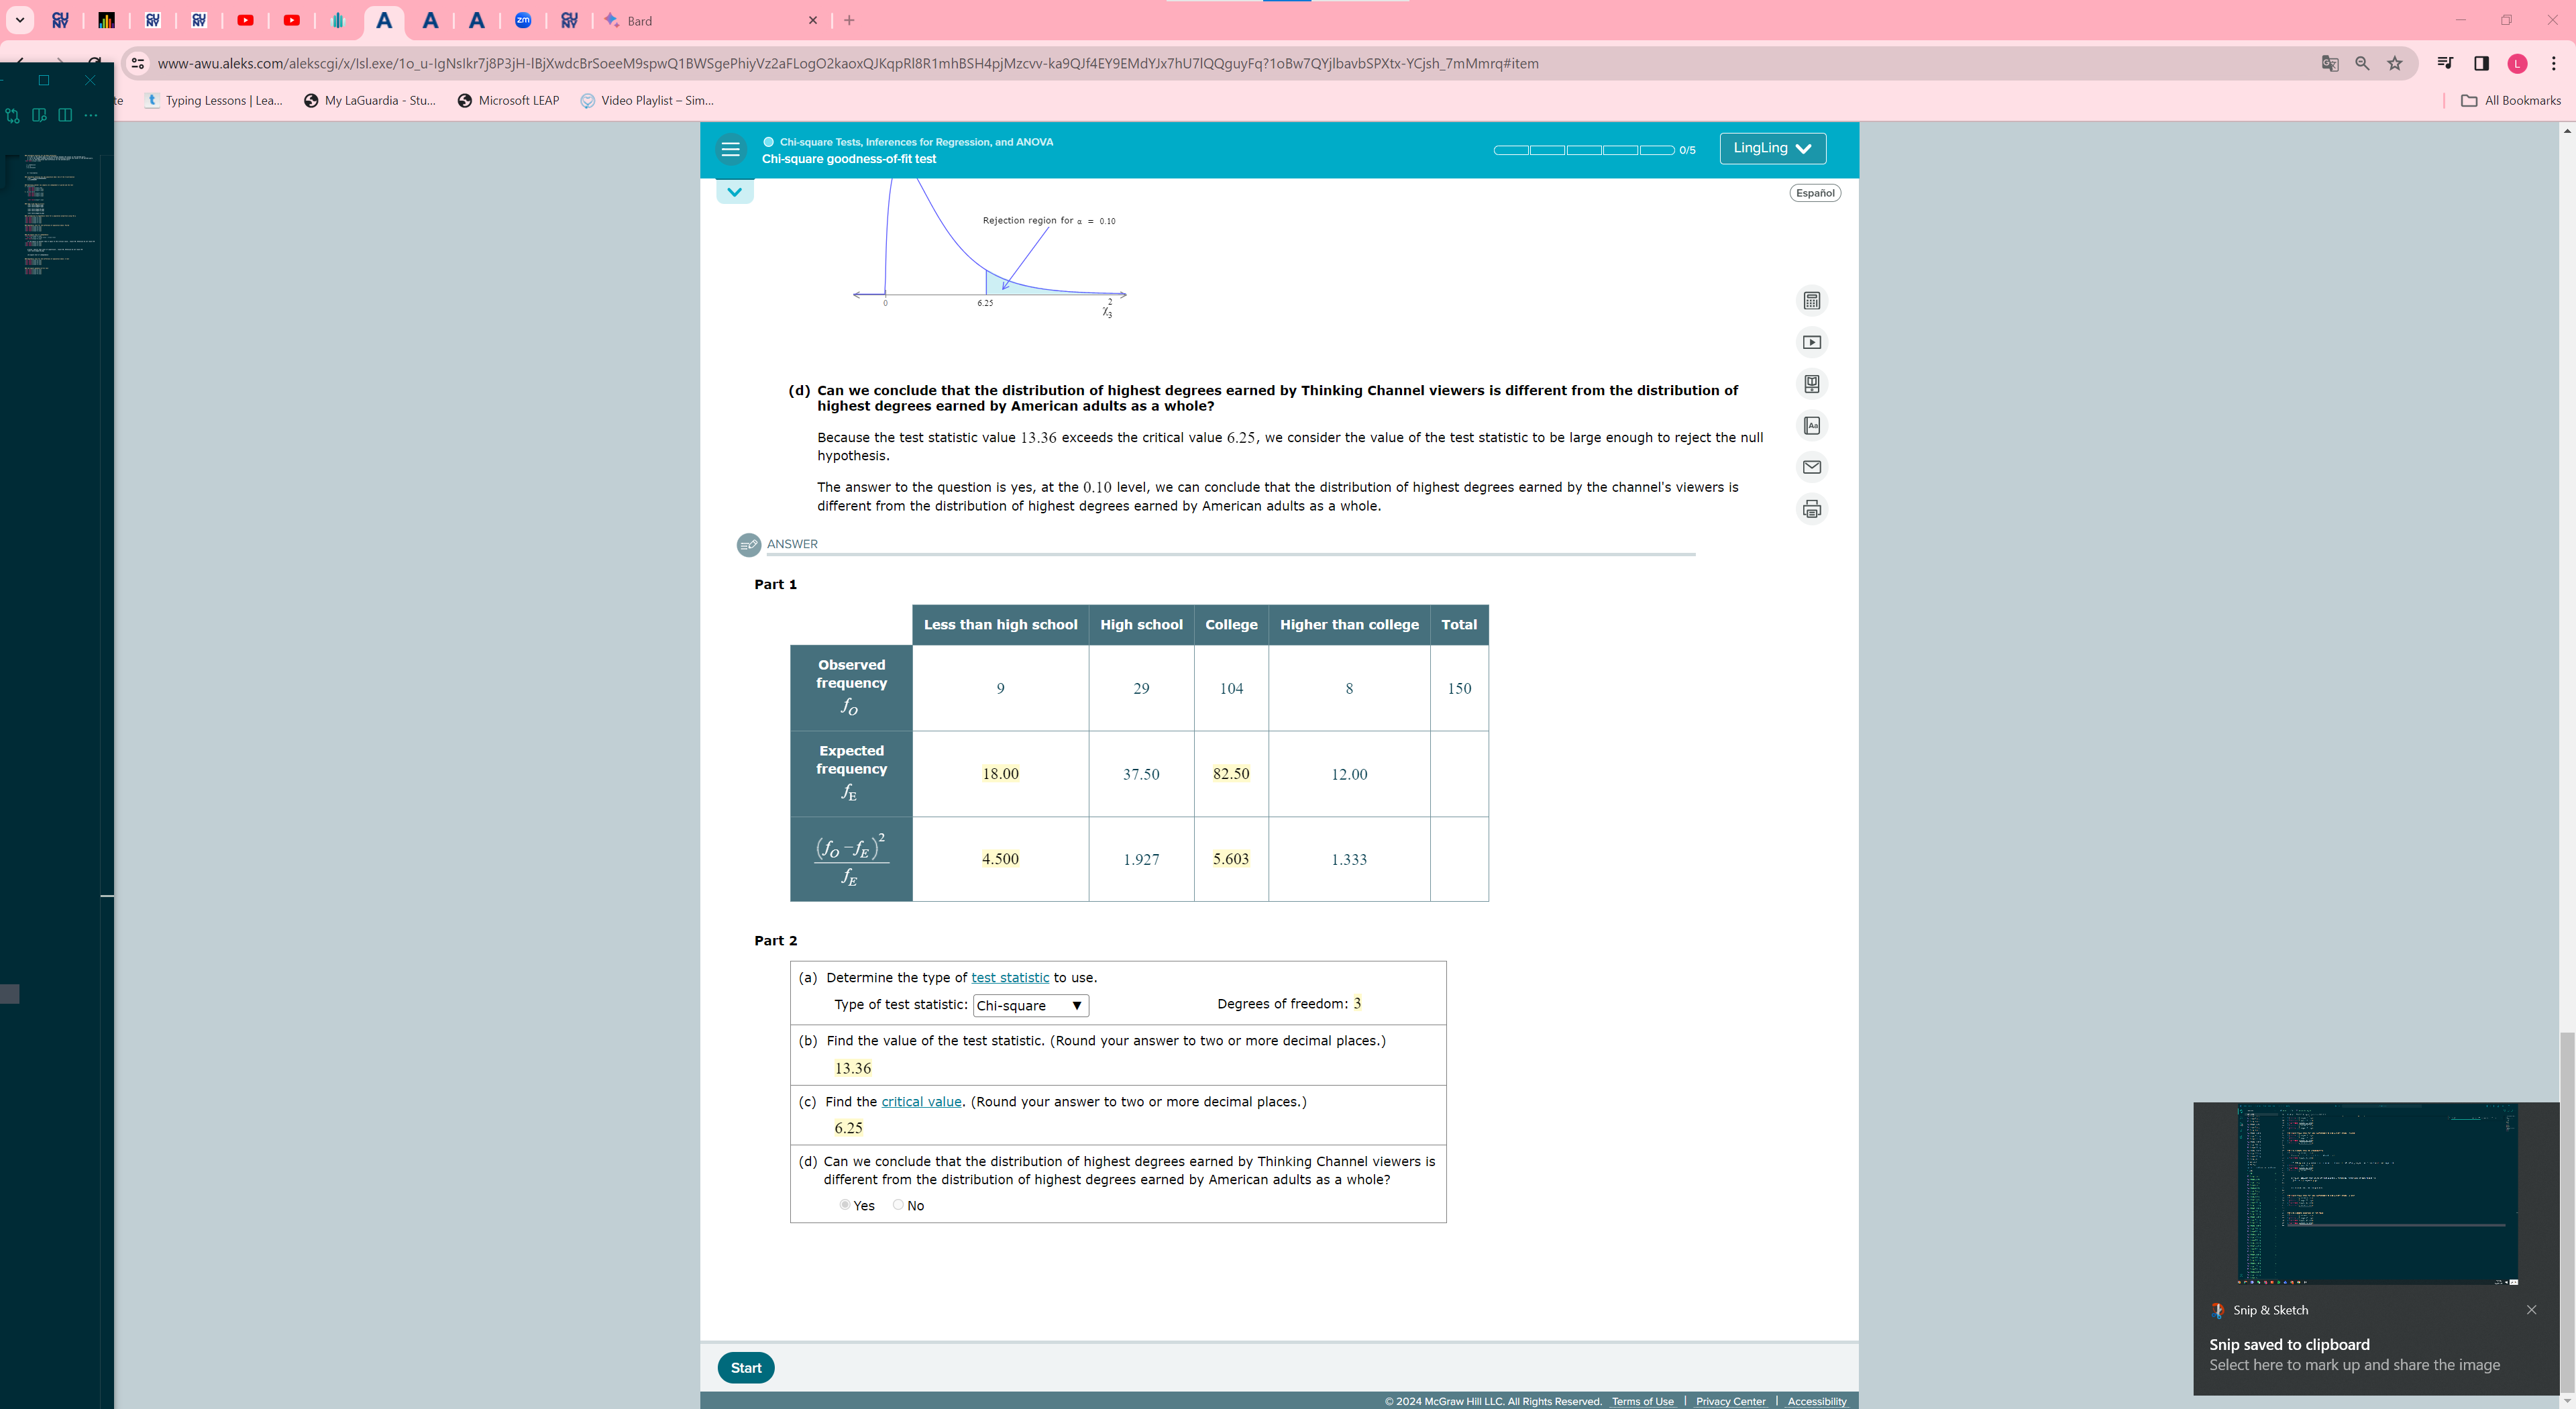 Bard
www-awu.aleks.com/alekscgi/x/Isl.exe/1o_u-IgNsIkr7j8P3jH-lBjXwdcBrSoeeM9spwQ1BWSgePhiyVz2aFLogO2kaoxQJKqpRl8R1mhBSH4pjMzcvv-ka9QJf4EY9EMdYJx7hU7lQQguyFq?1oBw7QYjlbavbSPXtx-YCjsh_7mMmrq#item
L
te
Typing Lessons | Lea...
My LaGuardia - Stu...
Microsoft LEAP
Video Playlist – Sim...
All Bookmarks
Chi-square Tests, Inferences for Regression, and ANOVA
Chi-square goodness-of-fit test
0/5
LingLing
Español
Rejection region for α = 0.10
0
6.25
χ²₃
(d) Can we conclude that the distribution of highest degrees earned by Thinking Channel viewers is different from the distribution of
highest degrees earned by American adults as a whole?
Because the test statistic value 13.36 exceeds the critical value 6.25, we consider the value of the test statistic to be large enough to reject the null
hypothesis.
The answer to the question is yes, at the 0.10 level, we can conclude that the distribution of highest degrees earned by the channel's viewers is
different from the distribution of highest degrees earned by American adults as a whole.
ANSWER
Part 1
Less than high school High school College Higher than college Total
Observed
frequency
fO
9 29 104 8 150
Expected
frequency
fE
18.00 37.50 82.50 12.00
(fO − fE)²
fE
4.500 1.927 5.603 1.333
Part 2
(a) Determine the type of test statistic to use.
Type of test statistic: Chi-square ▼ Degrees of freedom: 3
(b) Find the value of the test statistic. (Round your answer to two or more decimal places.)
13.36
(c) Find the critical value. (Round your answer to two or more decimal places.)
6.25
(d) Can we conclude that the distribution of highest degrees earned by Thinking Channel viewers is
different from the distribution of highest degrees earned by American adults as a whole?
Yes No
Start
© 2024 McGraw Hill LLC. All Rights Reserved. Terms of Use | Privacy Center | Accessibility
Snip & Sketch
Snip saved to clipboard
Select here to mark up and share the image